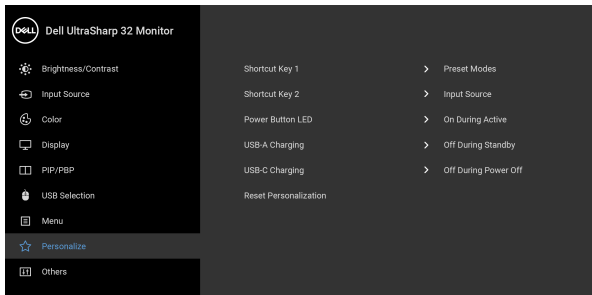 DELL Dell UltraSharp 32 Monitor
Brightness/Contrast
Input Source
Color
Display
PIP/PBP
USB Selection
Menu
Personalize
Others
Shortcut Key 1 > Preset Modes
Shortcut Key 2 > Input Source
Power Button LED > On During Active
USB-A Charging > Off During Standby
USB-C Charging > Off During Power Off
Reset Personalization